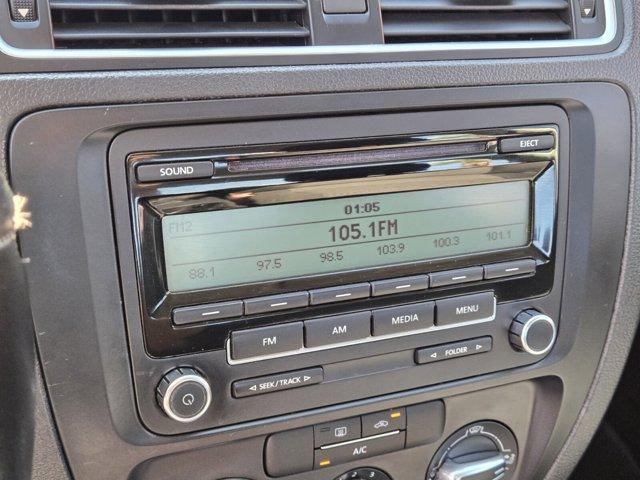 SOUND
EJECT
01:05
FM2
105.1FM
88.1 97.5 98.5 103.9 100.3 101.1
FM AM MEDIA MENU
SEEK/TRACK
FOLDER
A/C